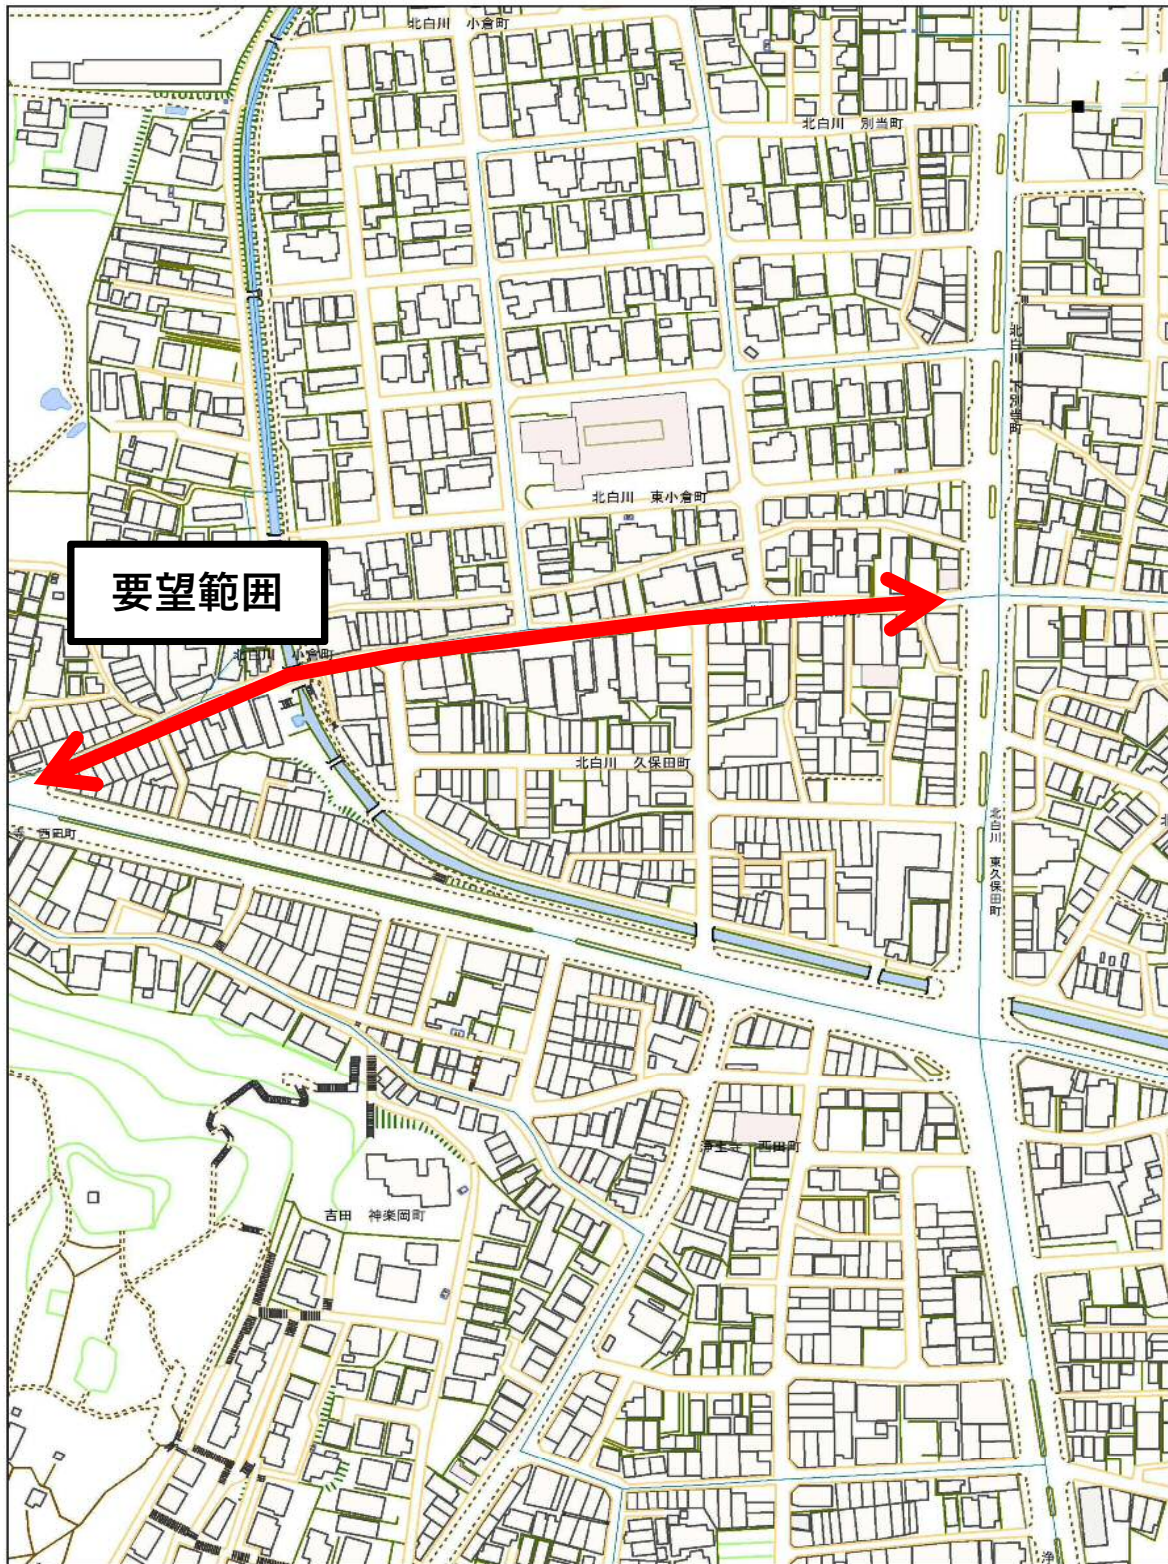 北白川 小倉町
北白川 別当町
北白川 下別当町
北白川 東小倉町
要望範囲
北白川 小倉町
北白川 久保田町
西町
北白川 東久保田町
北
浄土寺 西田町
吉田 神楽岡町
浄